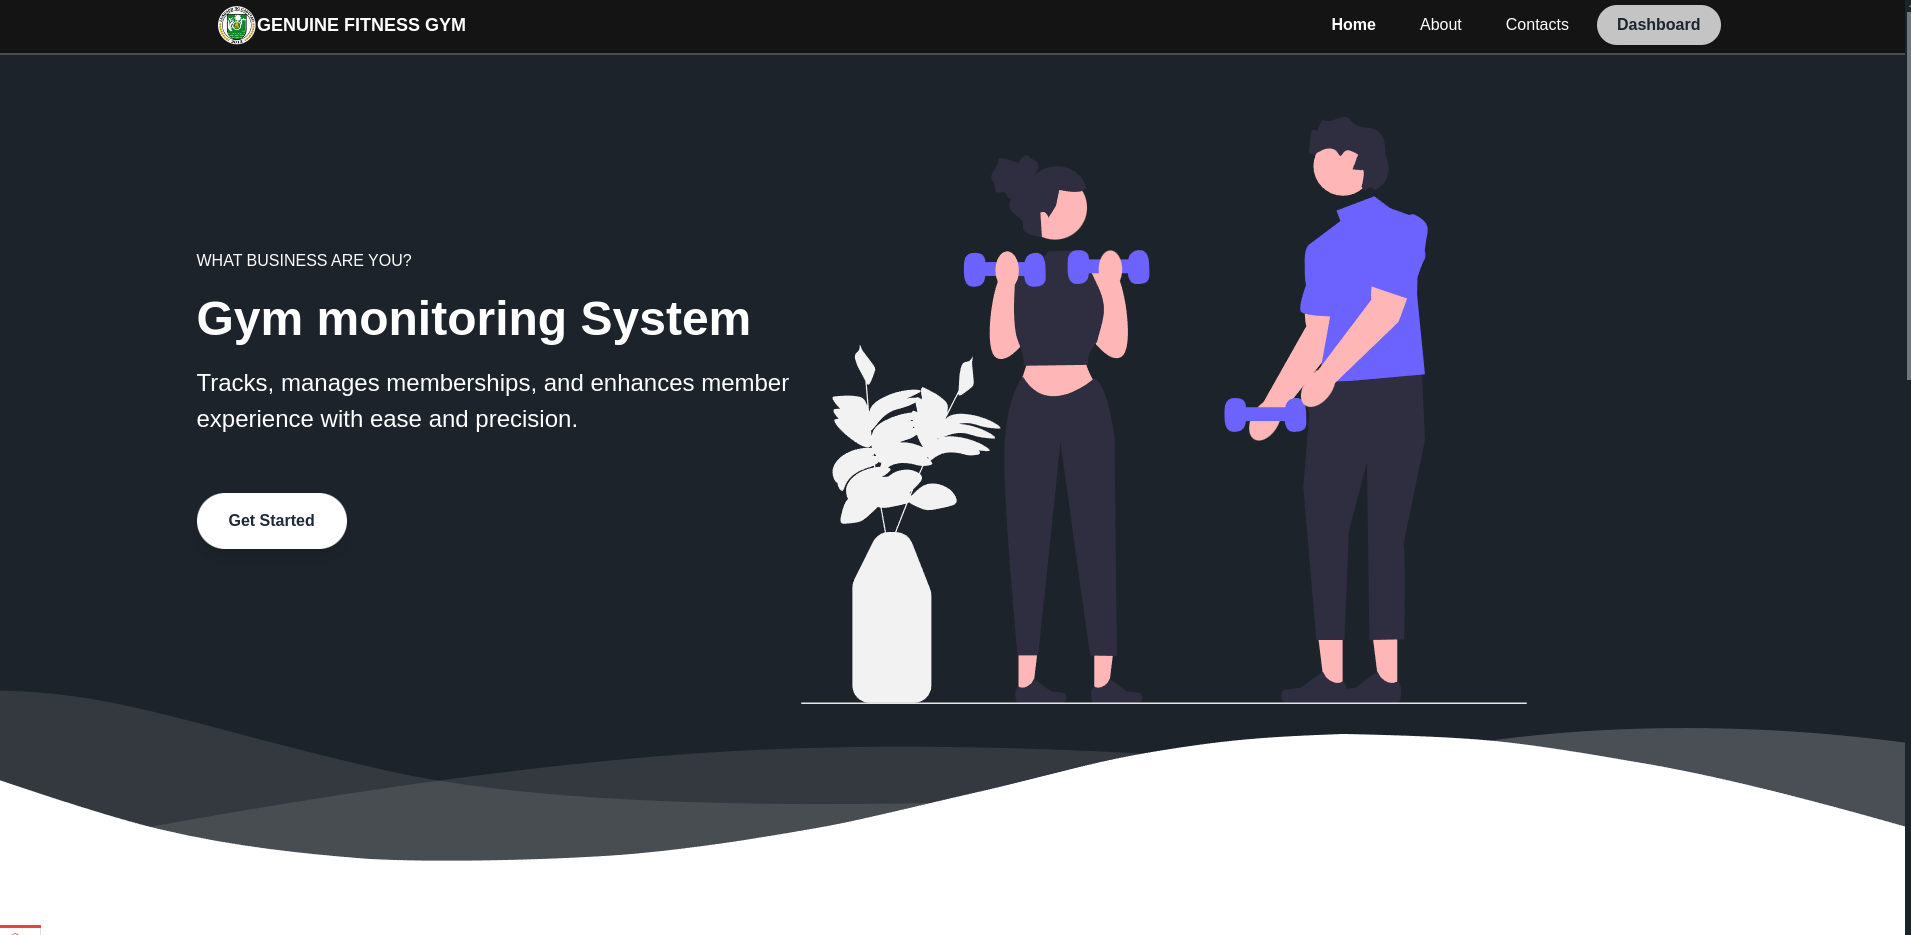 GENUINE FITNESS GYM
Home
About
Contacts
Dashboard
WHAT BUSINESS ARE YOU?
Gym monitoring System
Tracks, manages memberships, and enhances member
experience with ease and precision.
Get Started